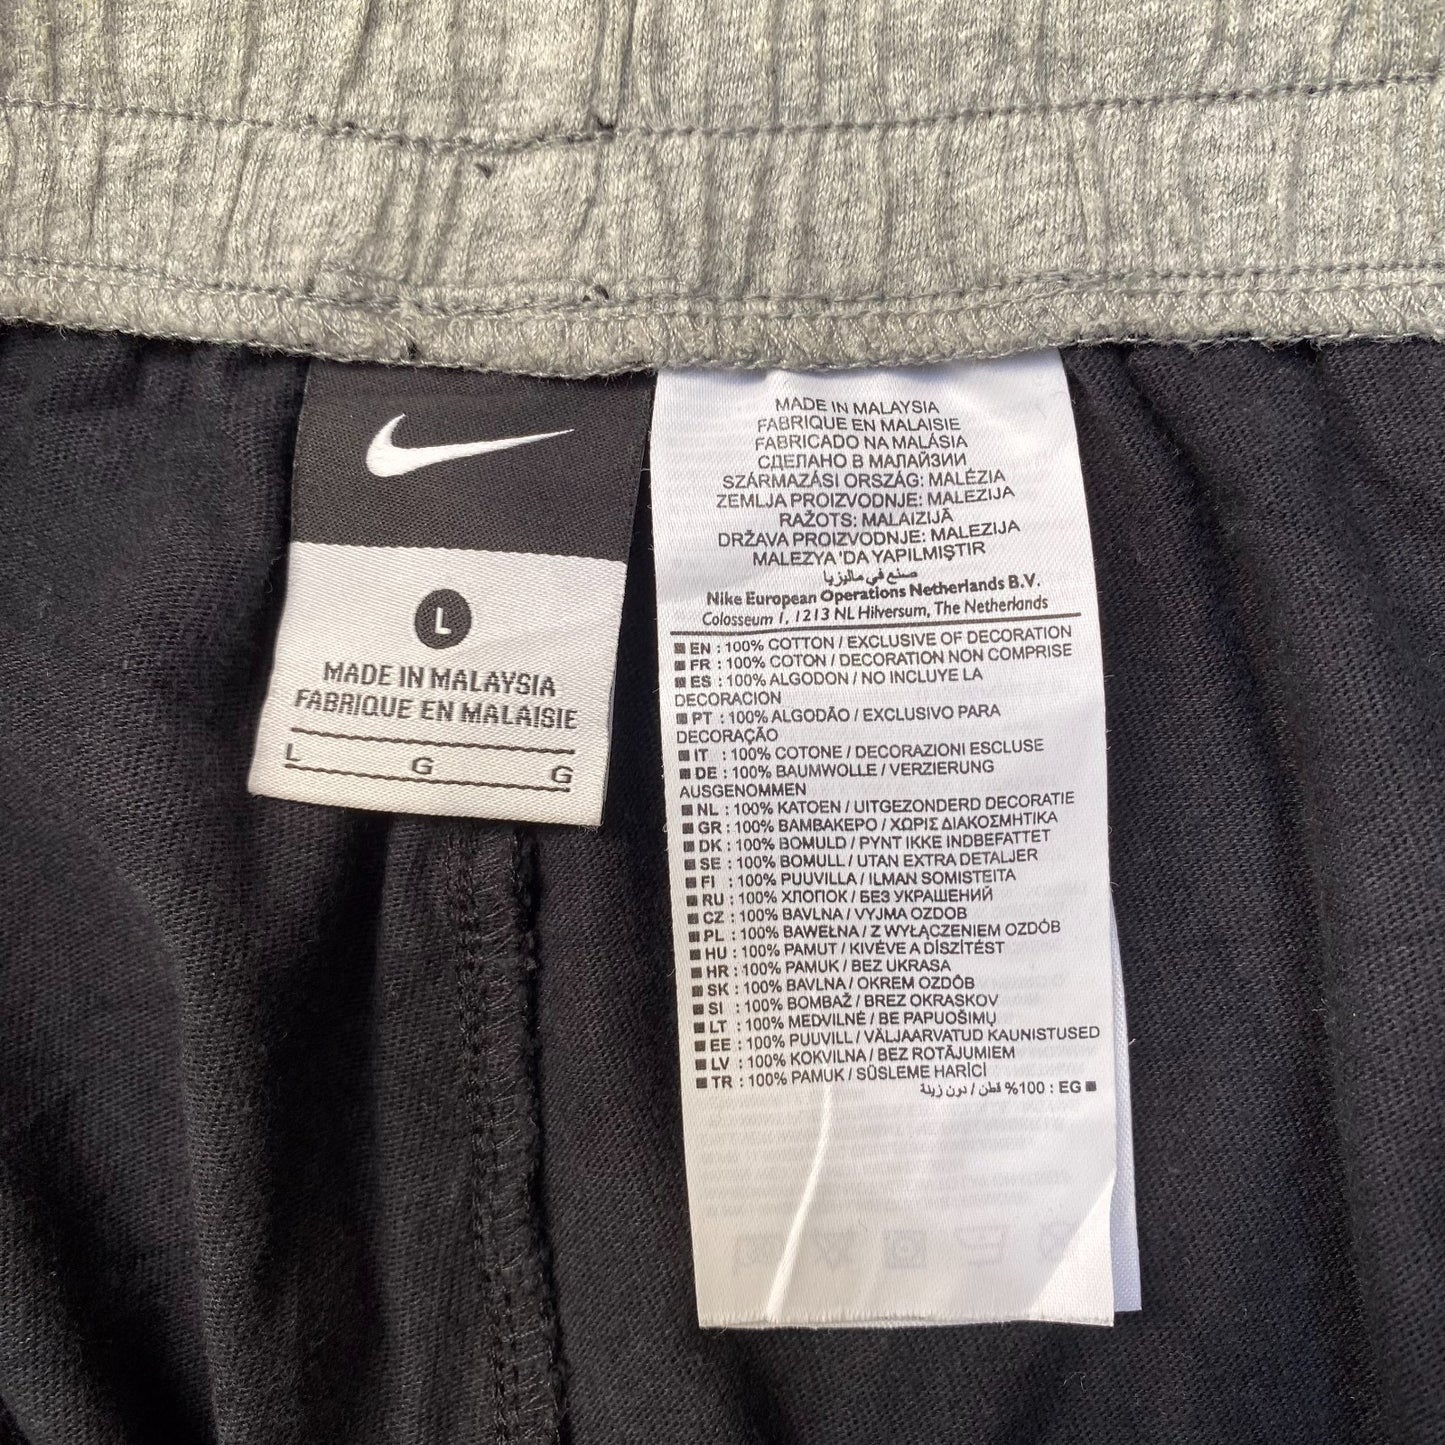 L
MADE IN MALAYSIA
FABRIQUE EN MALAISIE
L G G
MADE IN MALAYSIA
FABRIQUE EN MALAISIE
FABRICADO NA MALÁSIA
СДЕЛАНО В МАЛАЙЗИИ
SZÁRMAZÁSI ORSZÁG: MALÉZIA
ZEMLJA PROIZVODNJE: MALEZIJA
RAŽOTS: MALAIZIJĀ
DRŽAVA PROIZVODNJE: MALEZIJA
MALEZYA 'DA YAPILMIŞTIR
صنع في ماليزيا
Nike European Operations Netherlands B.V.
Colosseum 1, 1213 NL Hilversum, The Netherlands
EN : 100% COTTON / EXCLUSIVE OF DECORATION
FR : 100% COTON / DECORATION NON COMPRISE
ES : 100% ALGODON / NO INCLUYE LA
DECORACION
PT : 100% ALGODÃO / EXCLUSIVO PARA
DECORAÇÃO
IT : 100% COTONE / DECORAZIONI ESCLUSE
DE : 100% BAUMWOLLE / VERZIERUNG
AUSGENOMMEN
NL : 100% KATOEN / UITGEZONDERD DECORATIE
GR : 100% ΒΑΜΒΑΚΕΡΟ / ΧΩΡΙΣ ΔΙΑΚΟΣΜΗΤΙΚΑ
DK : 100% BOMULD / PYNT IKKE INDBEFATTET
SE : 100% BOMULL / UTAN EXTRA DETALJER
FI : 100% PUUVILLA / ILMAN SOMISTEITA
RU : 100% ХЛОПОК / БЕЗ УКРАШЕНИЙ
CZ : 100% BAVLNA / VYJMA OZDOB
PL : 100% BAWEŁNA / Z WYŁĄCZENIEM OZDÓB
HU : 100% PAMUT / KIVÉVE A DÍSZÍTÉST
HR : 100% PAMUK / BEZ UKRASA
SK : 100% BAVLNA / OKREM OZDÔB
SI : 100% BOMBAŽ / BREZ OKRASKOV
LT : 100% MEDVILNĖ / BE PAPUOŠIMŲ
EE : 100% PUUVILL / VÄLJAARVATUD KAUNISTUSED
LV : 100% KOKVILNA / BEZ ROTĀJUMIEM
TR : 100% PAMUK / SÜSLEME HARİCİ
EG : 100% قطن / دون زينة